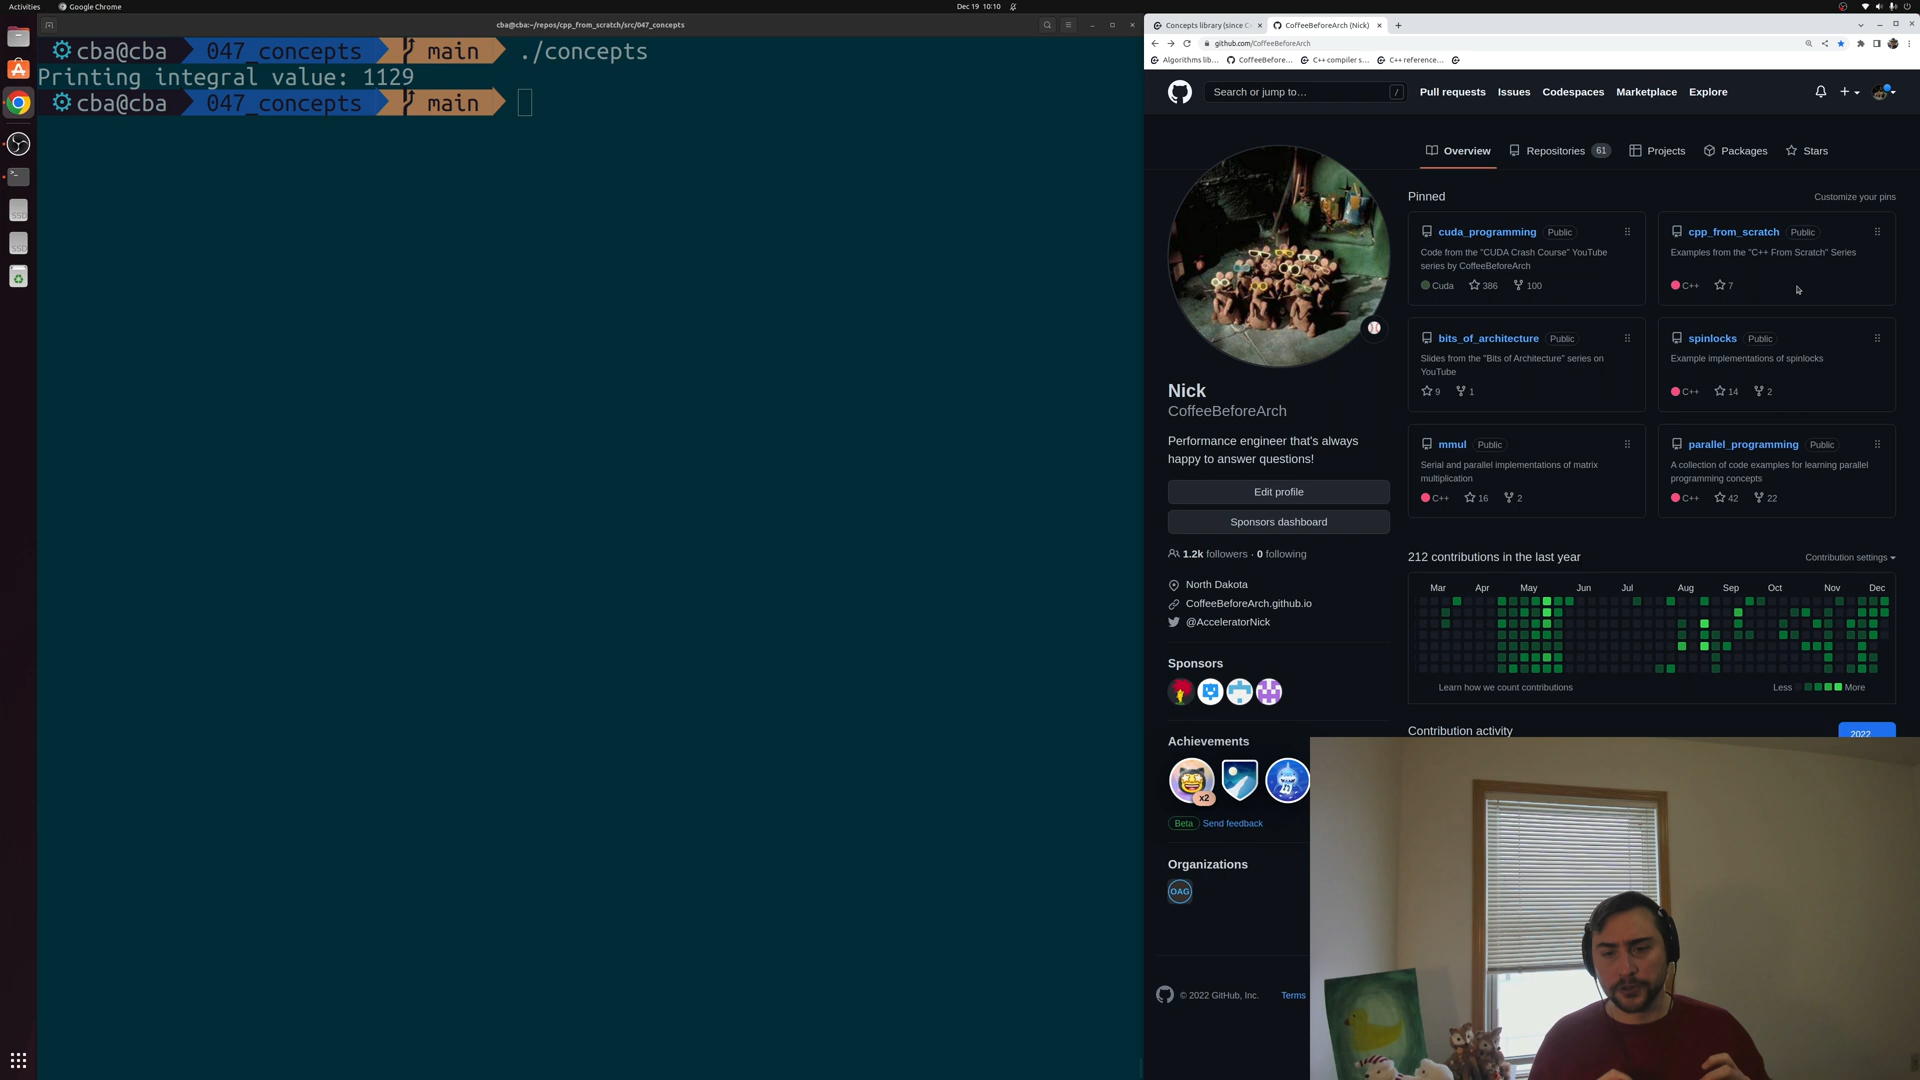 Activities
Google Chrome
Dec 19 10:10
cba@cba:~/repos/cpp_from_scratch/src/047_concepts
cba@cba 047_concepts main ./concepts
Printing integral value: 1129
cba@cba 047_concepts main
Concepts library (since C
CoffeeBeforeArch (Nick)
github.com/CoffeeBeforeArch
Algorithms lib...
CoffeeBefore...
C++ compiler s...
C++ reference...
Search or jump to...
/
Pull requests
Issues
Codespaces
Marketplace
Explore
Overview
Repositories 61
Projects
Packages
Stars
Pinned
Customize your pins
cuda_programming Public
Code from the "CUDA Crash Course" YouTube
series by CoffeeBeforeArch
Cuda 386 100
cpp_from_scratch Public
Examples from the "C++ From Scratch" Series
C++ 7
bits_of_architecture Public
Slides from the "Bits of Architecture" series on
YouTube
9 1
spinlocks Public
Example implementations of spinlocks
C++ 14 2
mmul Public
Serial and parallel implementations of matrix
multiplication
C++ 16 2
parallel_programming Public
A collection of code examples for learning parallel
programming concepts
C++ 42 22
Nick
CoffeeBeforeArch
Performance engineer that's always
happy to answer questions!
Edit profile
Sponsors dashboard
1.2k followers · 0 following
North Dakota
CoffeeBeforeArch.github.io
@AcceleratorNick
Sponsors
Achievements
x2
Beta
Send feedback
Organizations
OAG
212 contributions in the last year
Contribution settings
Mar Apr May Jun Jul Aug Sep Oct Nov Dec
Learn how we count contributions
Less
More
Contribution activity
2022
© 2022 GitHub, Inc.
Terms
SSD
SSD